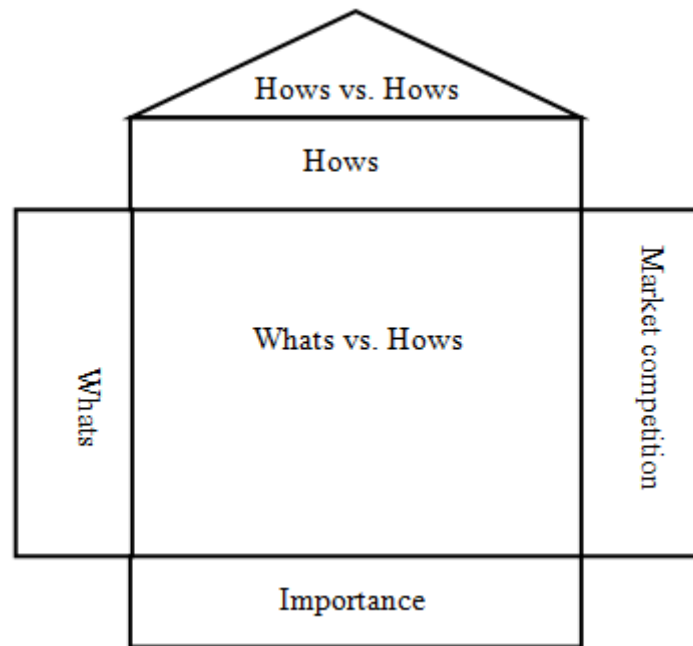 Hows vs. Hows
Hows
Whats
Whats vs. Hows
Market competition
Importance